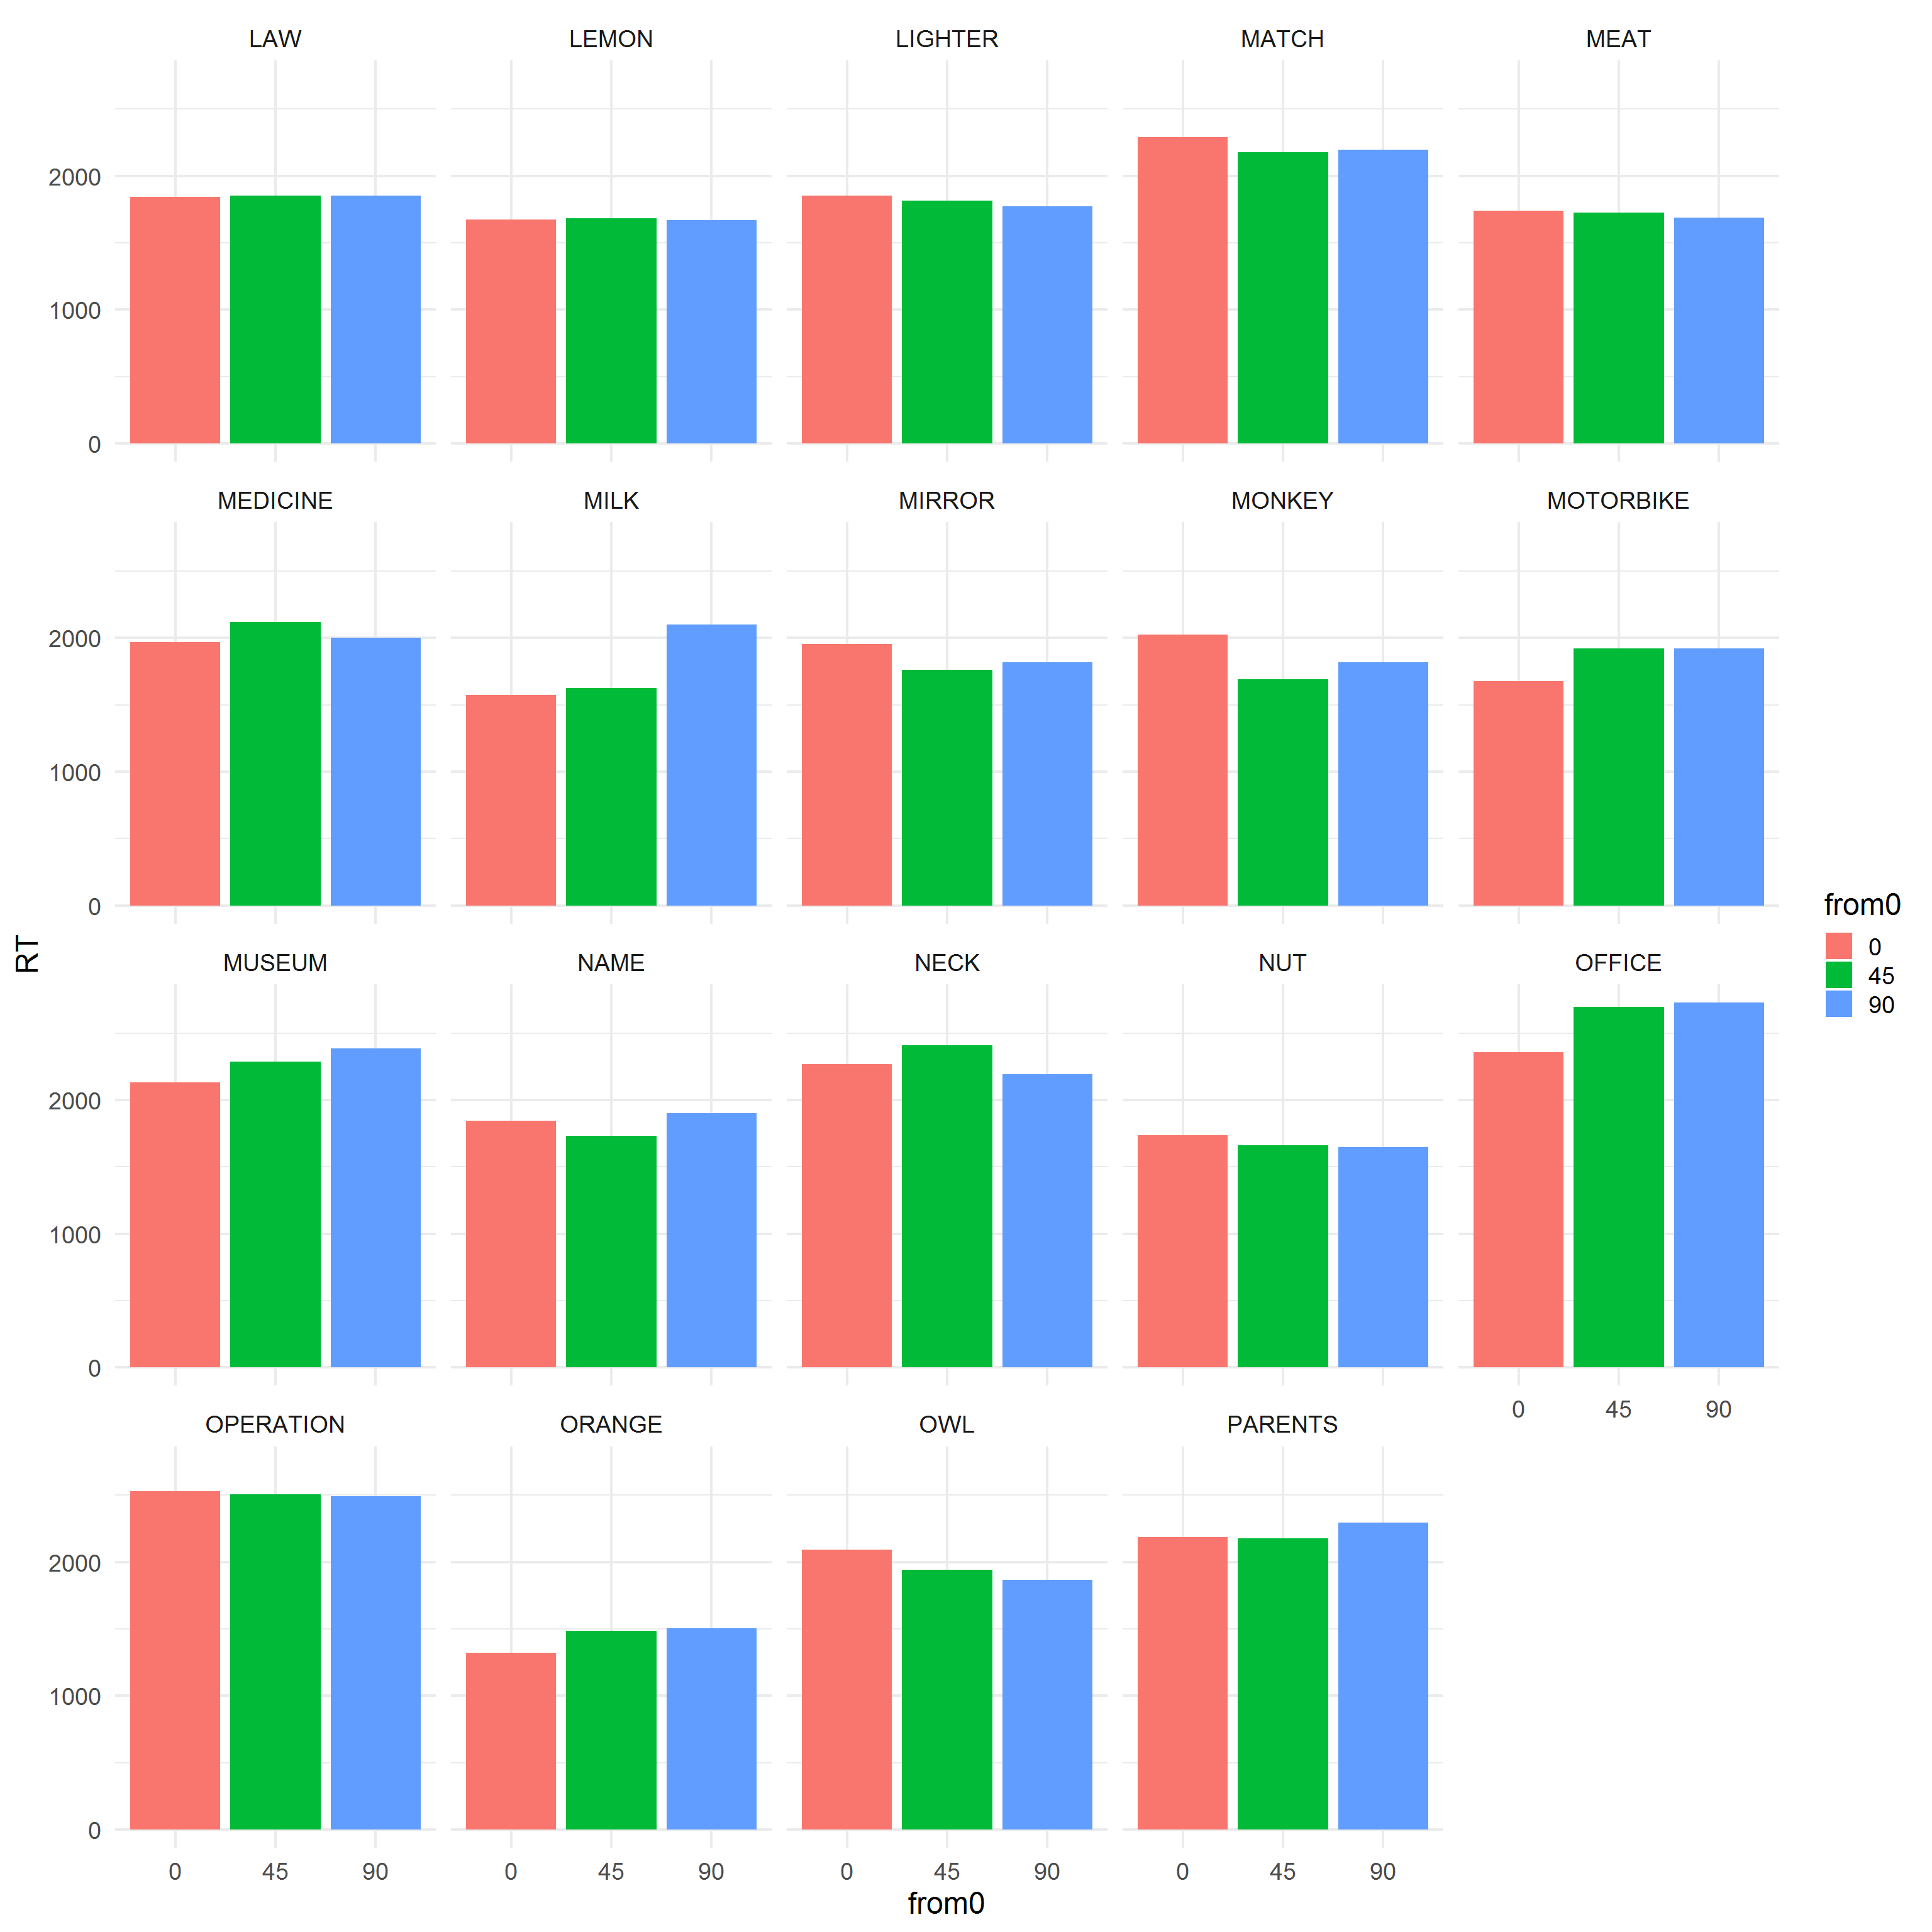 LAW LEMON LIGHTER MATCH MEAT
2000
1000
0
MEDICINE MILK MIRROR MONKEY MOTORBIKE
2000
1000
0
from0
RT
MUSEUM NAME NECK NUT OFFICE
0
45
90
2000
1000
0
0 45 90
OPERATION ORANGE OWL PARENTS
2000
1000
0
0 45 90 0 45 90 0 45 90 0 45 90
from0